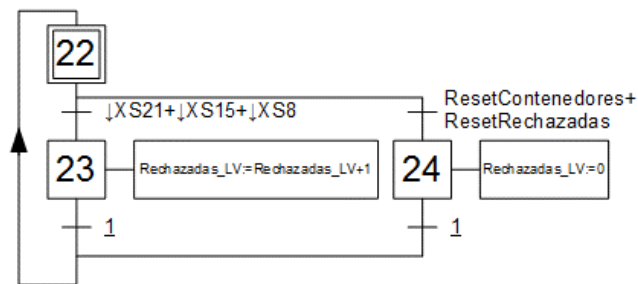 22
↓XS21+↓XS15+↓XS8
ResetContenedores+
ResetRechazadas
23
Rechazadas_LV:=Rechazadas_LV+1
24
Rechazadas_LV:=0
1
1